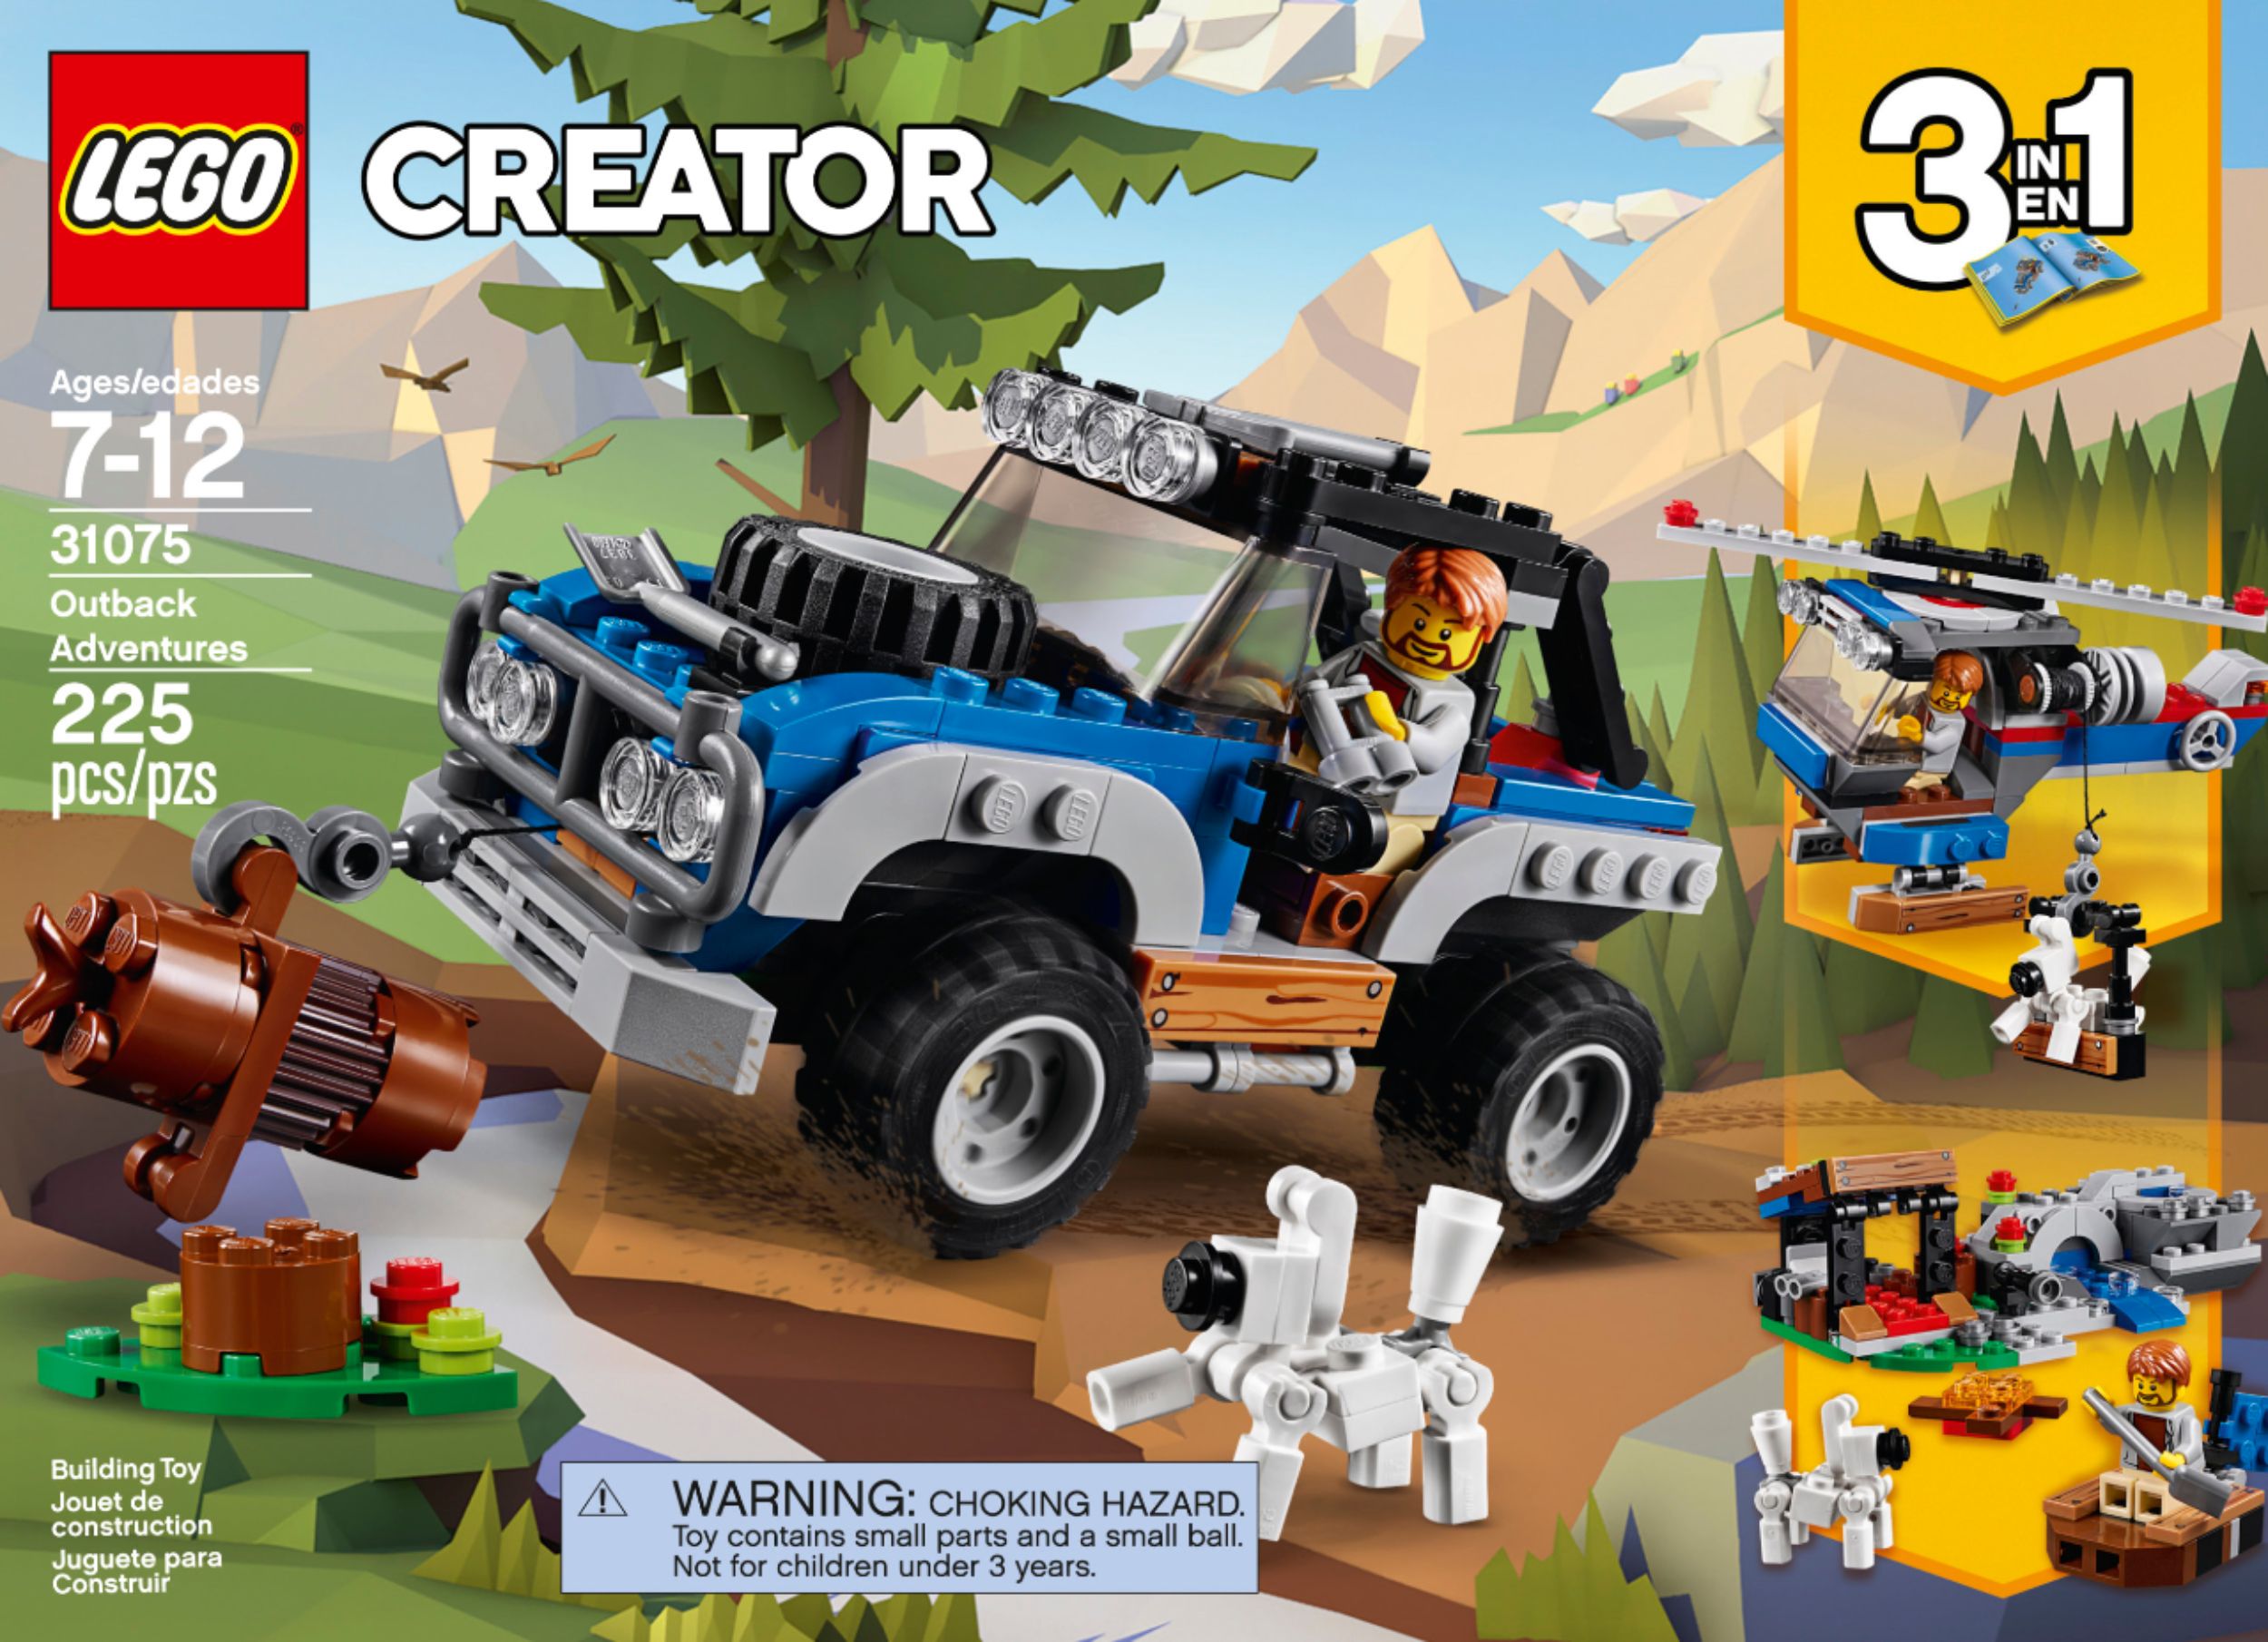 LEGO
CREATOR
3 IN EN 1
Ages/edades
7-12
31075
Outback
Adventures
225
pcs/pzs
Building Toy
Jouet de
construction
Juguete para
Construir
WARNING: CHOKING HAZARD.
Toy contains small parts and a small ball.
Not for children under 3 years.